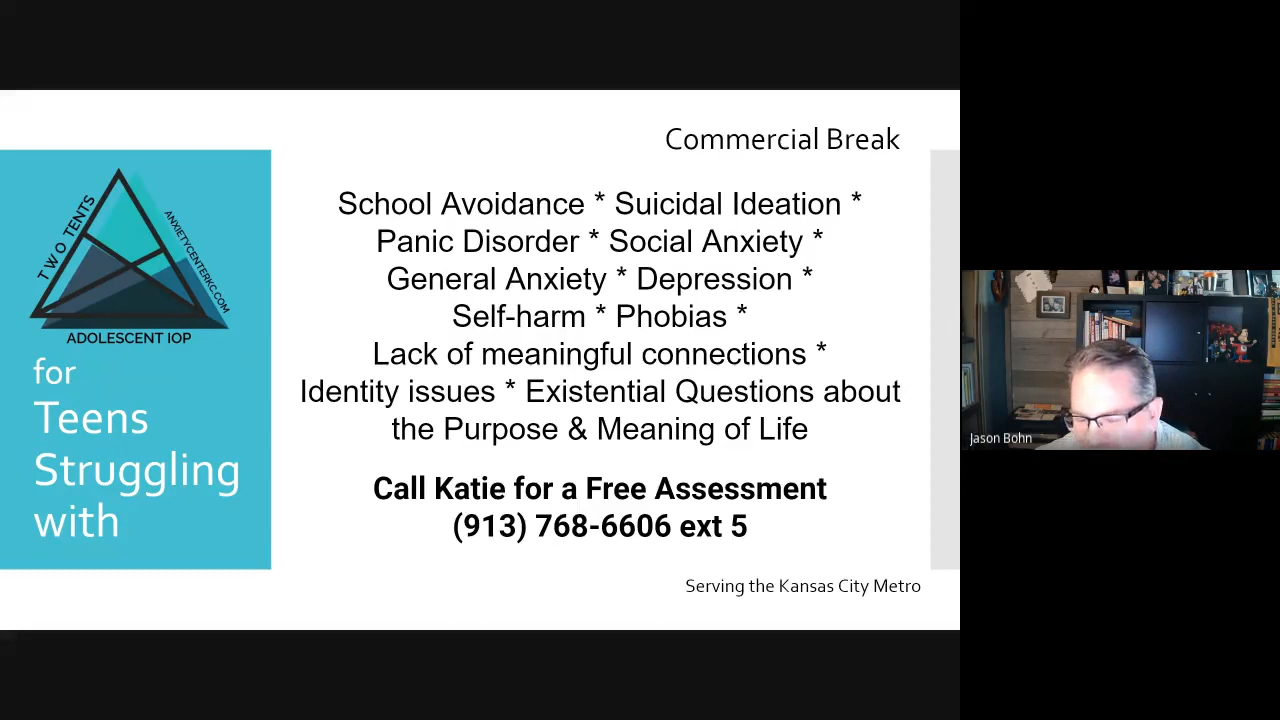 Commercial Break
TWO TENTS
ANXIETYCENTERKC.COM
ADOLESCENT IOP
for
Teens
Struggling
with
School Avoidance * Suicidal Ideation *
Panic Disorder * Social Anxiety *
General Anxiety * Depression *
Self-harm * Phobias *
Lack of meaningful connections *
Identity issues * Existential Questions about
the Purpose & Meaning of Life
Call Katie for a Free Assessment
(913) 768-6606 ext 5
Serving the Kansas City Metro
Jason Bohn